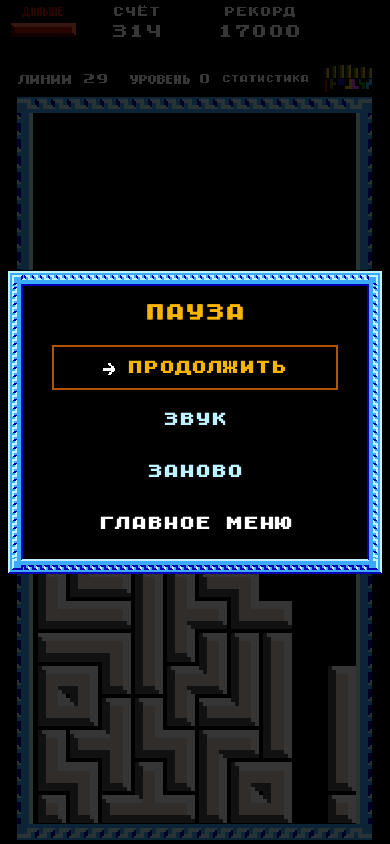 ДАЛЬШЕ СЧЁТ РЕКОРД
314 17000
ЛИНИИ 29 УРОВЕНЬ 0 СТАТИСТИКА
ПАУЗА
→ ПРОДОЛЖИТЬ
ЗВУК
ЗАНОВО
ГЛАВНОЕ МЕНЮ